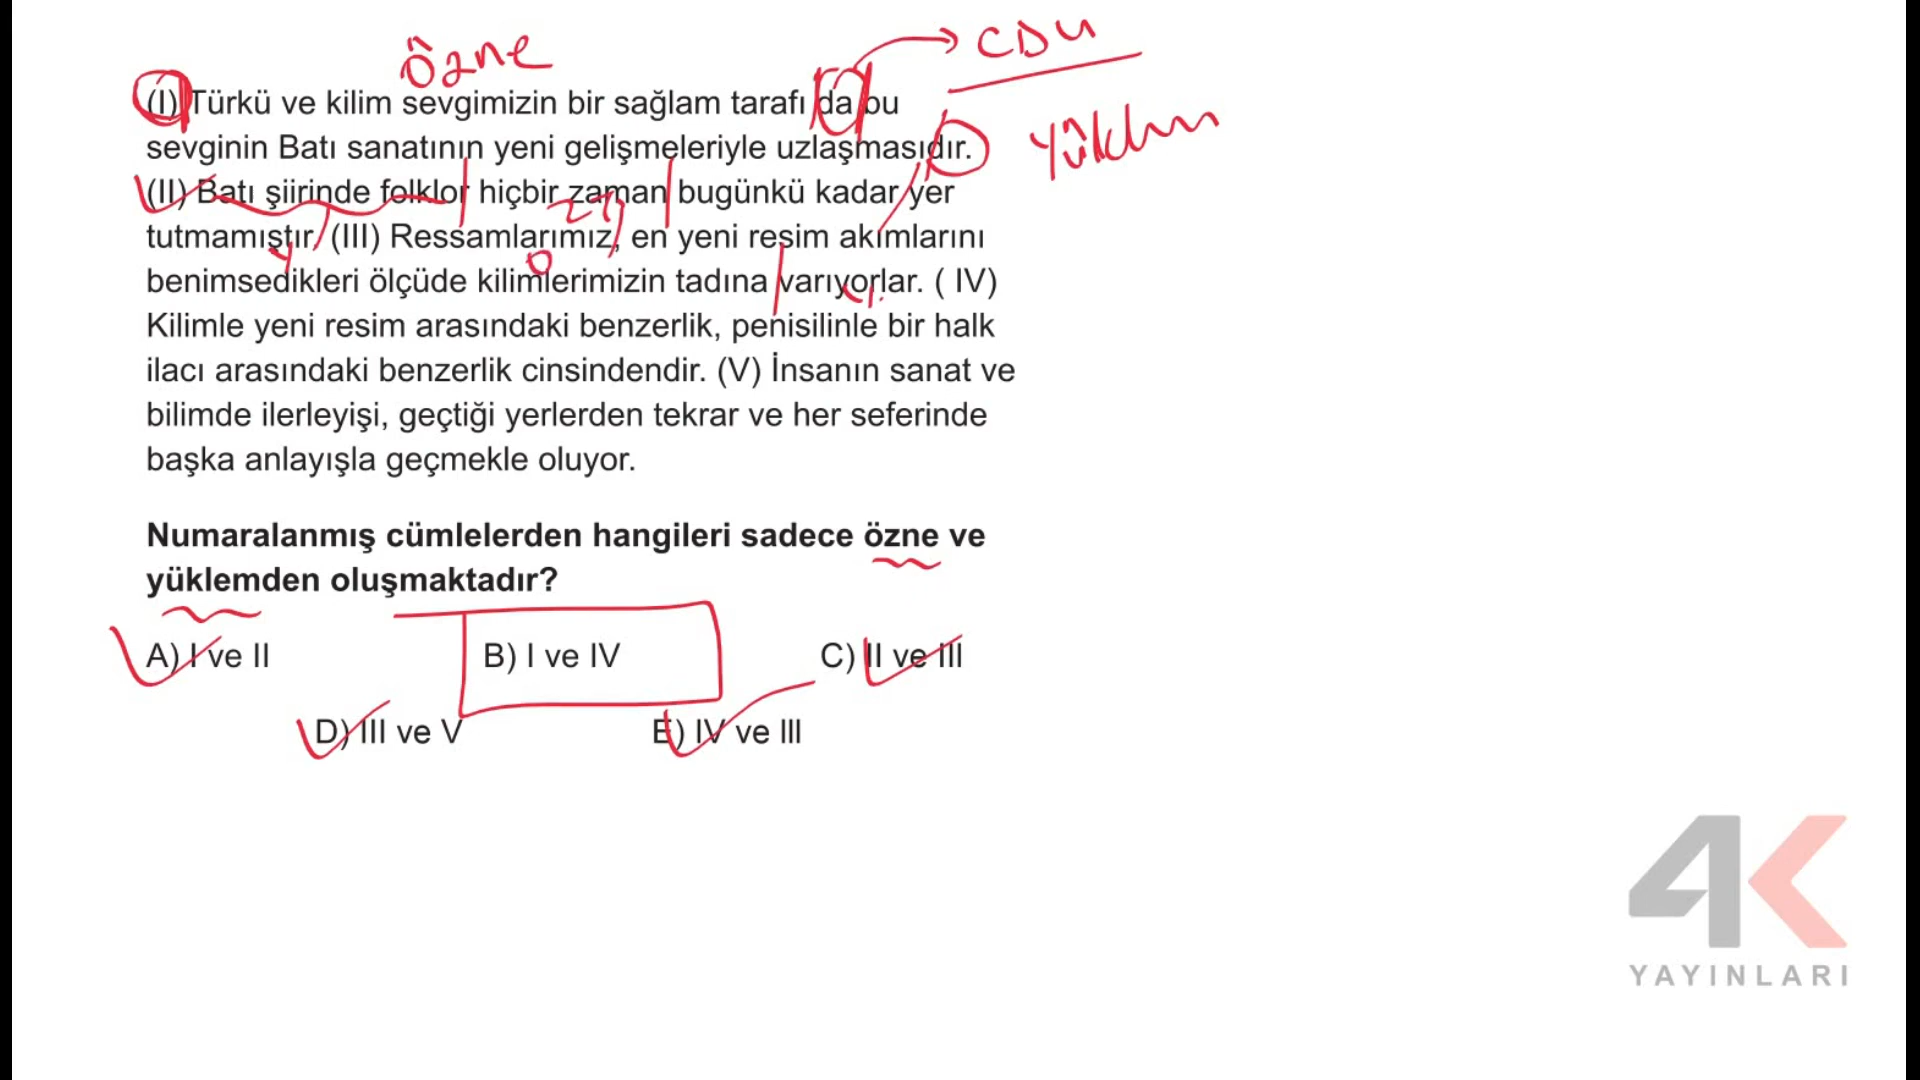 özne
CDU
(I) Türkü ve kilim sevgimizin bir sağlam tarafı da bu
sevginin Batı sanatının yeni gelişmeleriyle uzlaşmasıdır.
yüklem
(II) Batı şiirinde folklor hiçbir zaman bugünkü kadar yer
tutmamıştır. (III) Ressamlarımız, en yeni resim akımlarını
benimsedikleri ölçüde kilimlerimizin tadına varıyorlar. ( IV)
Kilimle yeni resim arasındaki benzerlik, penisilinle bir halk
ilacı arasındaki benzerlik cinsindendir. (V) İnsanın sanat ve
bilimde ilerleyişi, geçtiği yerlerden tekrar ve her seferinde
başka anlayışla geçmekle oluyor.
Numaralanmış cümlelerden hangileri sadece özne ve
yüklemden oluşmaktadır?
A) I ve II B) I ve IV C) II ve III
D) III ve V E) IV ve III
4K
YAYINLARI